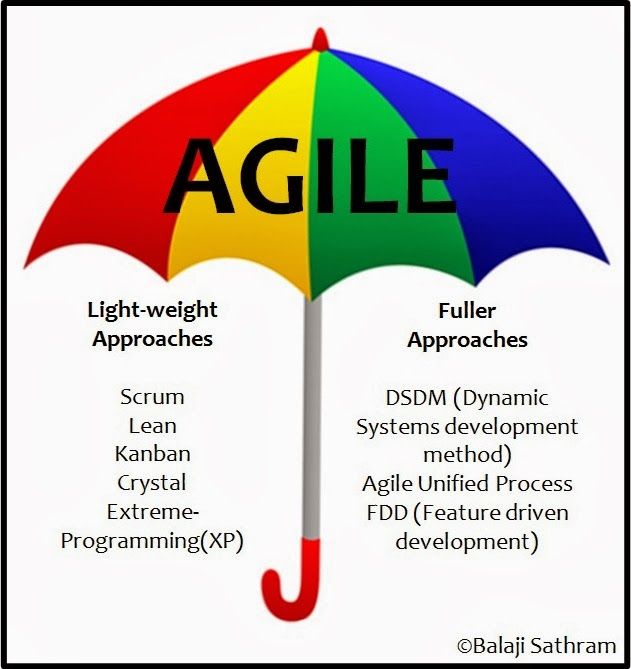 AGILE
Light-weight
Approaches
Scrum
Lean
Kanban
Crystal
Extreme-
Programming(XP)
Fuller
Approaches
DSDM (Dynamic
Systems development
method)
Agile Unified Process
FDD (Feature driven
development)
©Balaji Sathram